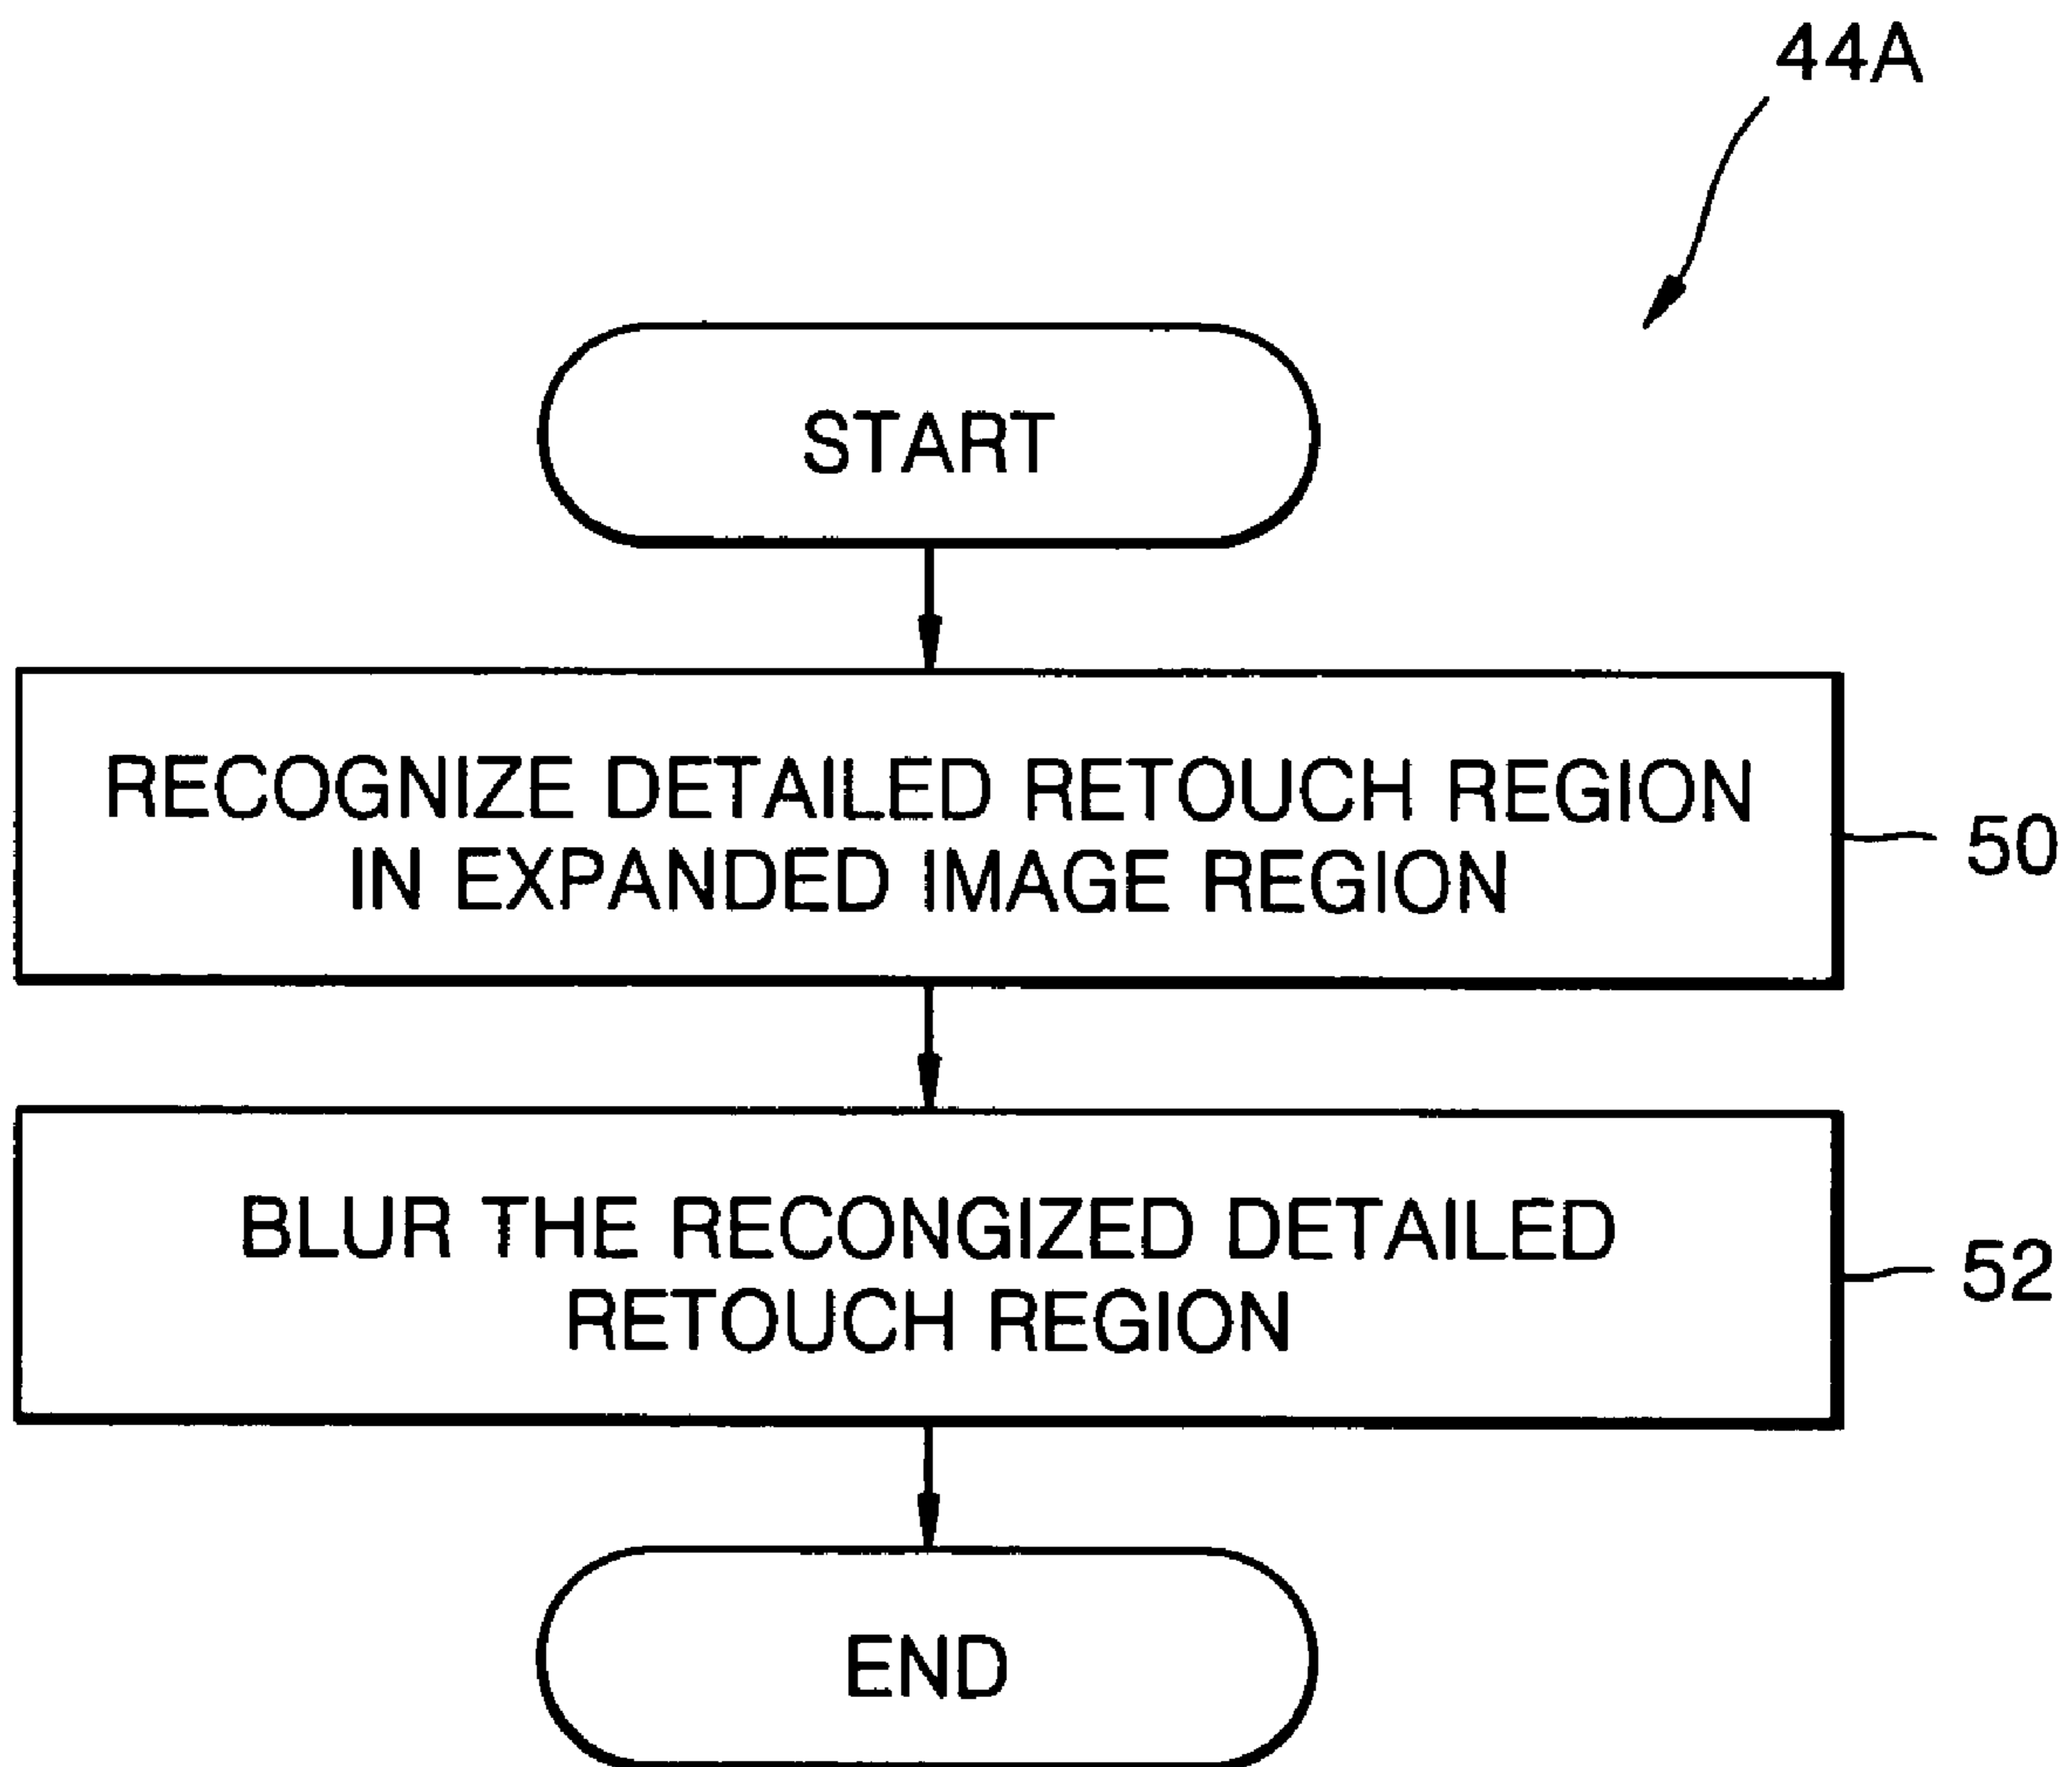 44A
START
RECOGNIZE DETAILED RETOUCH REGION
IN EXPANDED IMAGE REGION
50
BLUR THE RECONGIZED DETAILED
RETOUCH REGION
52
END